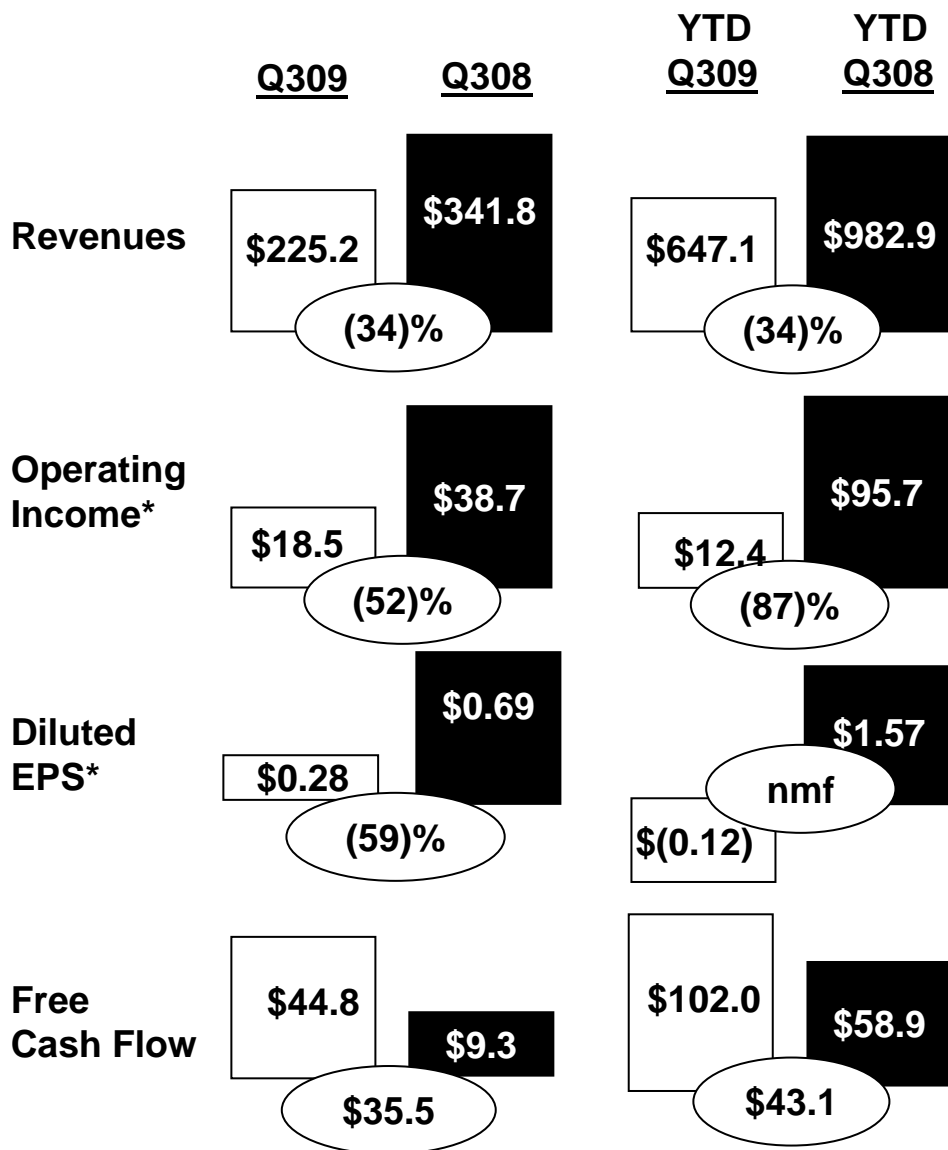 YTD YTD
Q309 Q308 Q309 Q308
Revenues $225.2 $341.8 $647.1 $982.9
(34)% (34)%
Operating
Income* $18.5 $38.7 $12.4 $95.7
(52)% (87)%
Diluted
EPS* $0.28 $0.69 $(0.12) $1.57
(59)% nmf
Free
Cash Flow $44.8 $9.3 $102.0 $58.9
$35.5 $43.1